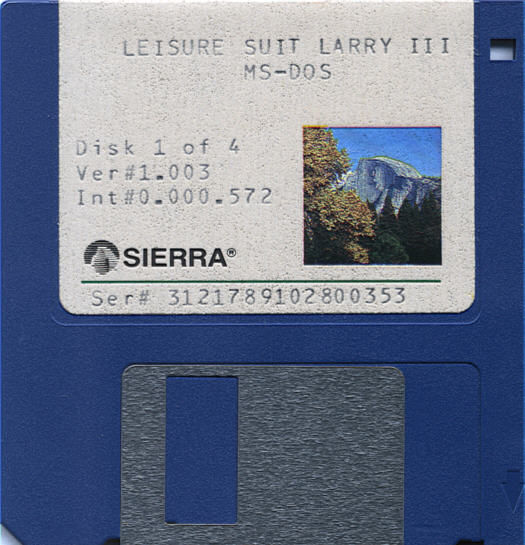 LEISURE SUIT LARRY III
MS-DOS
Disk 1 of 4
Ver#1.003
Int#0.000.572
SIERRA®
Ser# 3121789102800353